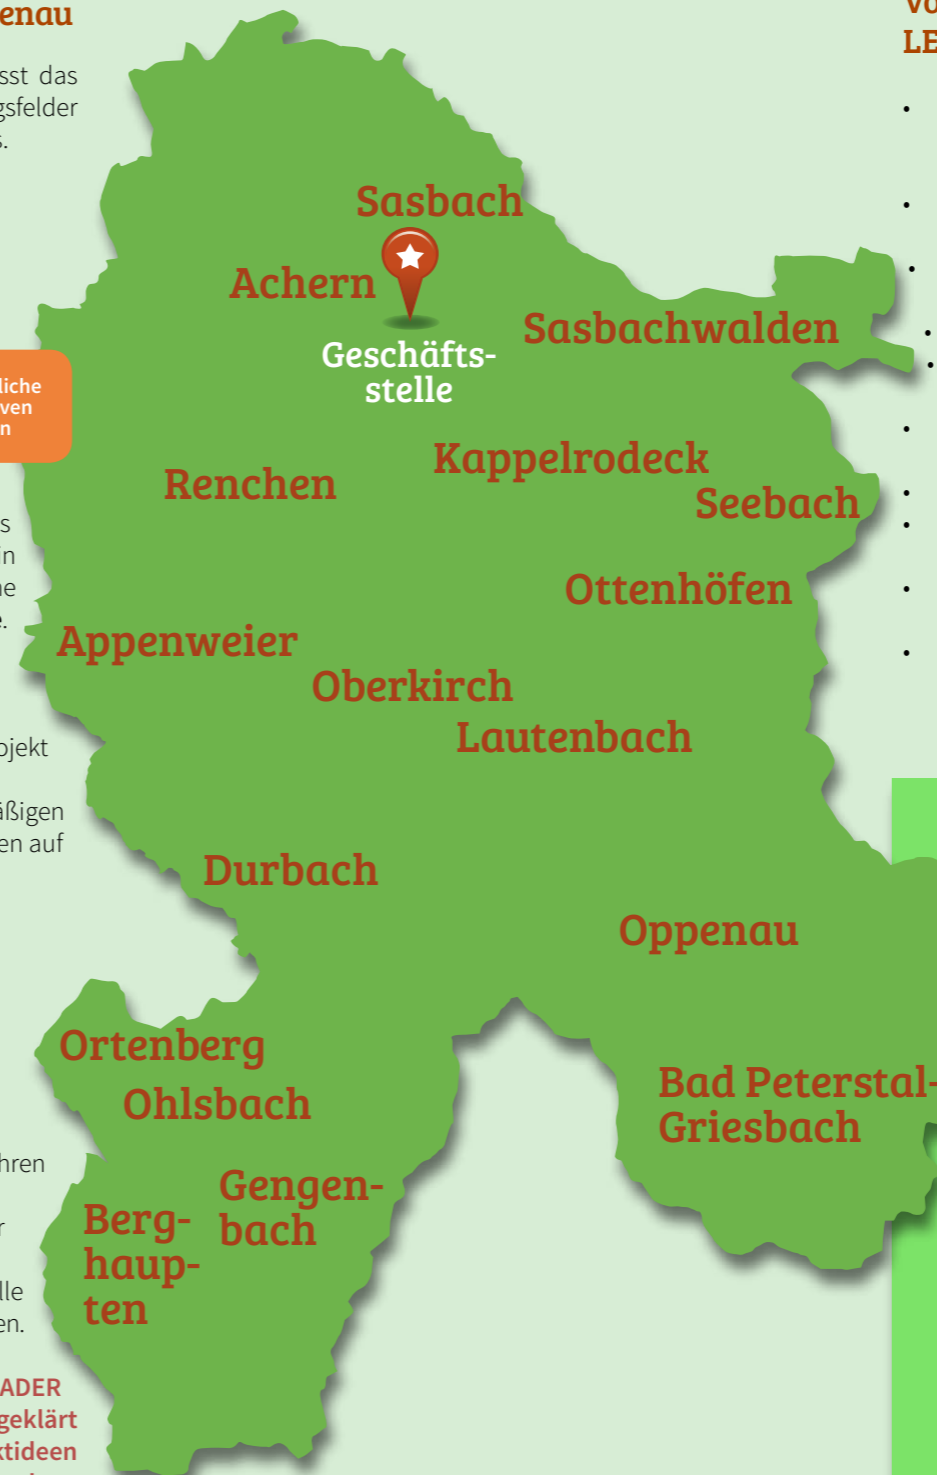 enau
sst das
gsfelder
s.
LE
Sasbach
Achern
Geschäfts-
stelle
Sasbachwalden
liche
ven
n
Kappelrodeck
Renchen
Seebach
s
in
ne
e.
Ottenhöfen
Appenweier
Oberkirch
Lautenbach
ojekt
äßigen
en auf
Durbach
Oppenau
Ortenberg
Ohlsbach
Bad Peterstal-
Griesbach
hren
Gengen-
bach
Berg-
haup-
ten
r
lle
en.
ADER
geklärt
ktideen